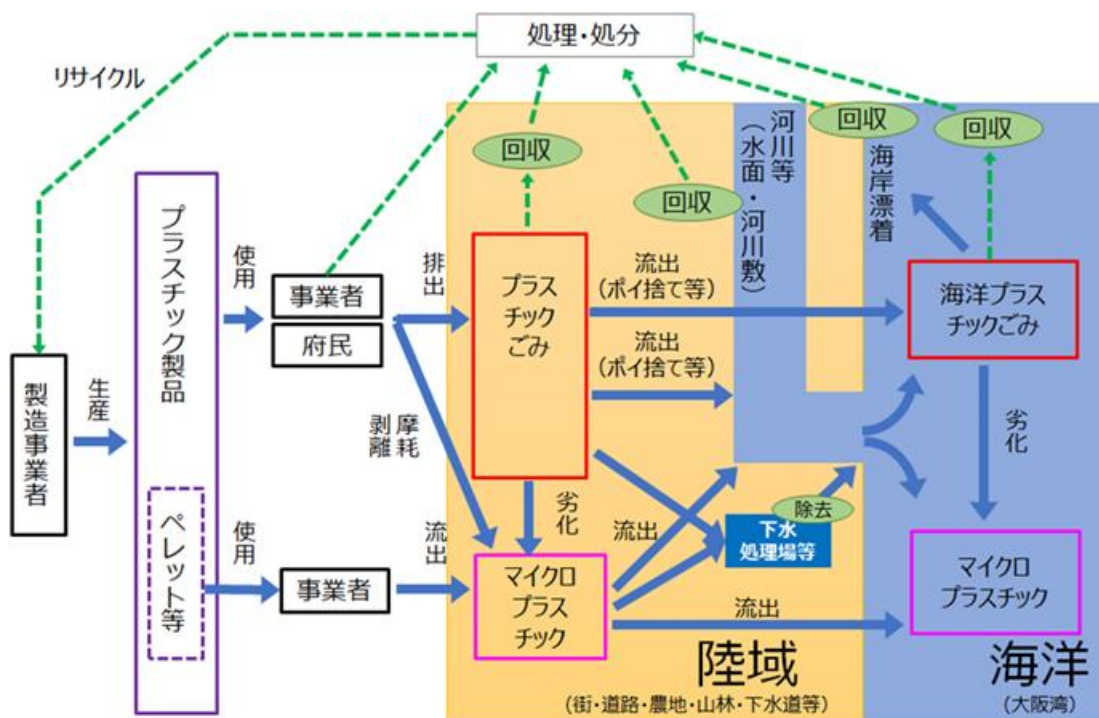 処理・処分
リサイクル
回収
回収
回収
回収
河川等
(水面・河川敷)
海岸漂着
プラスチック製品
使用
事業者
府民
排出
プラス
チック
ごみ
流出
(ポイ捨て等)
流出
(ポイ捨て等)
海洋プラス
チックごみ
製造事業者
生産
摩耗
剥離
劣化
劣化
ペレット等
使用
事業者
流出
マイクロ
プラス
チック
流出
除去
下水
処理場等
流出
マイクロ
プラスチック
陸域
(街・道路・農地・山林・下水道等)
海洋
(大阪湾)